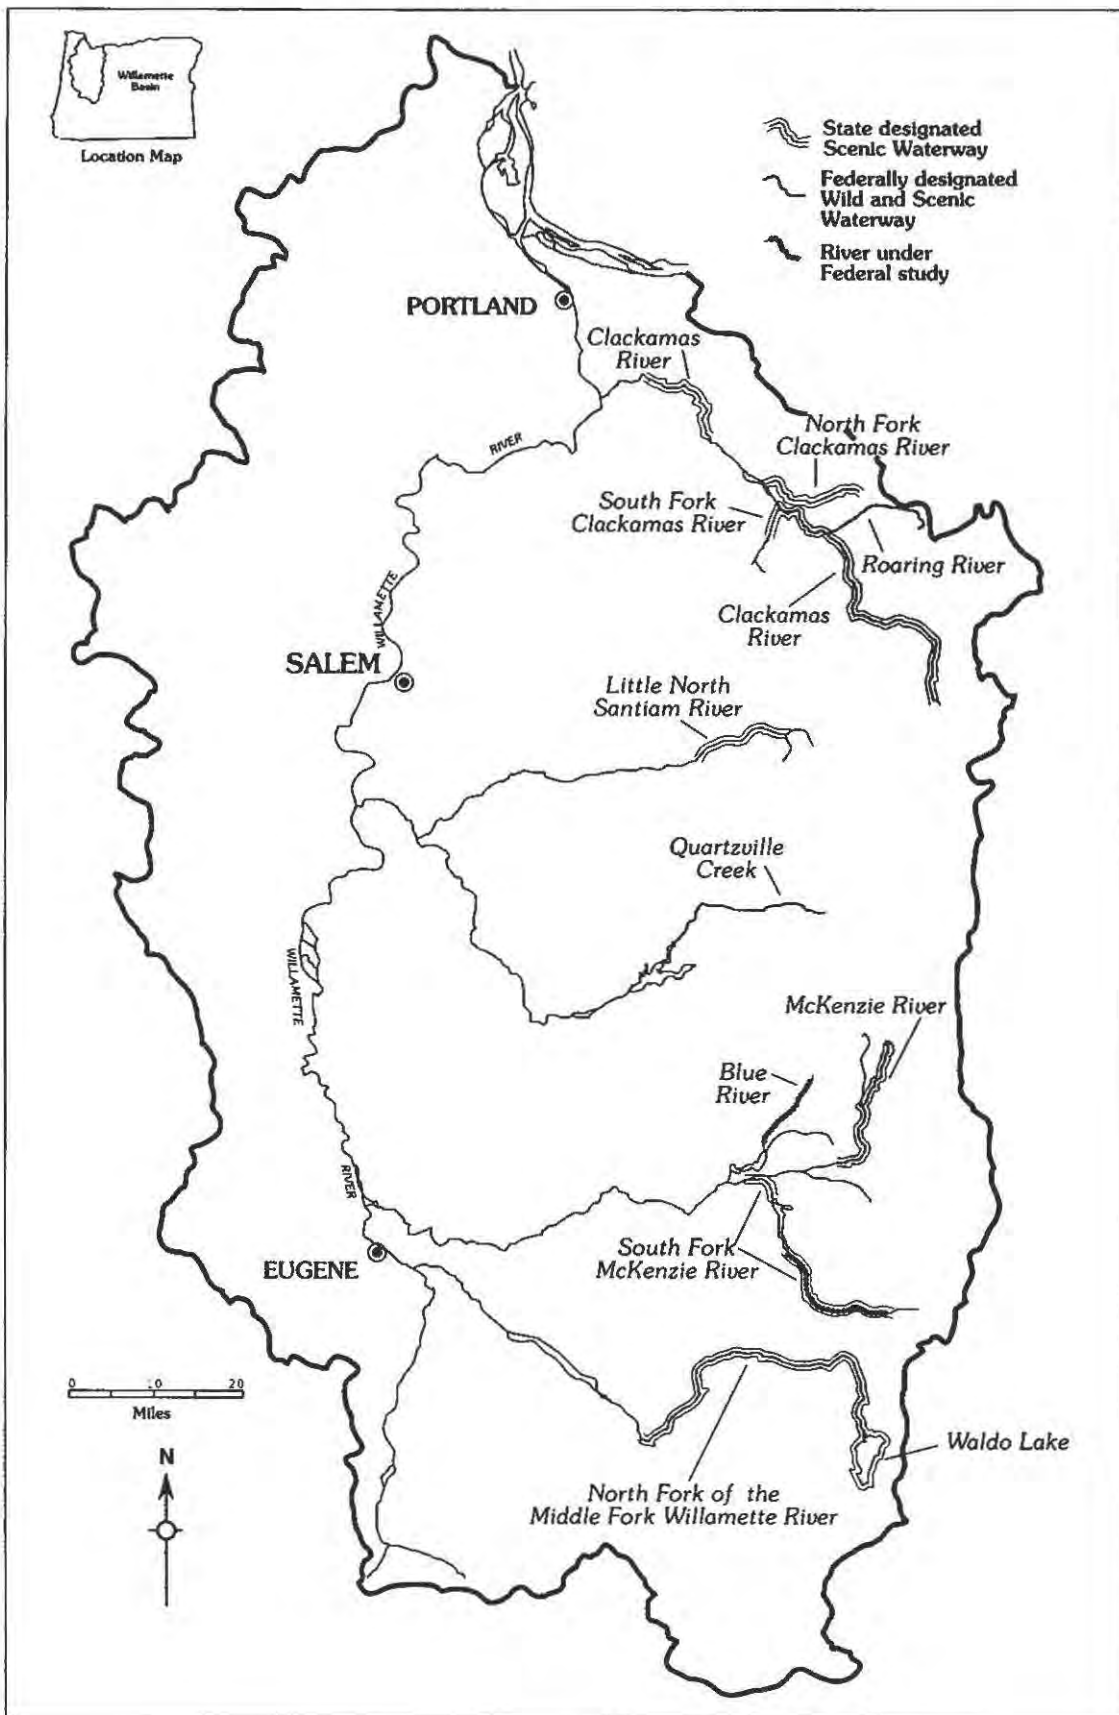 Willamette
Basin
Location Map
State designated
Scenic Waterway
Federally designated
Wild and Scenic
Waterway
River under
Federal study
PORTLAND
Clackamas
River
RIVER
North Fork
Clackamas River
South Fork
Clackamas River
Roaring River
WILLAMETTE
Clackamas
River
SALEM
Little North
Santiam River
Quartzville
Creek
WILLAMETTE
McKenzie River
Blue
River
RIVER
EUGENE
South Fork
McKenzie River
0 10 20
Miles
N
Waldo Lake
North Fork of the
Middle Fork Willamette River